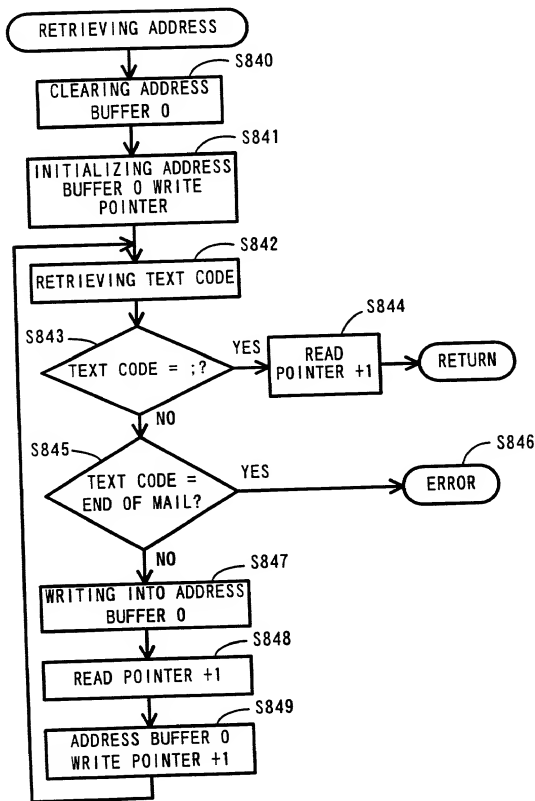 RETRIEVING ADDRESS
S840
CLEARING ADDRESS
BUFFER 0
S841
INITIALIZING ADDRESS
BUFFER 0 WRITE
POINTER
S842
RETRIEVING TEXT CODE
S843
TEXT CODE = ;?
YES
S844
READ
POINTER +1
RETURN
NO
S845
TEXT CODE =
END OF MAIL?
YES
S846
ERROR
NO
S847
WRITING INTO ADDRESS
BUFFER 0
S848
READ POINTER +1
S849
ADDRESS BUFFER 0
WRITE POINTER +1